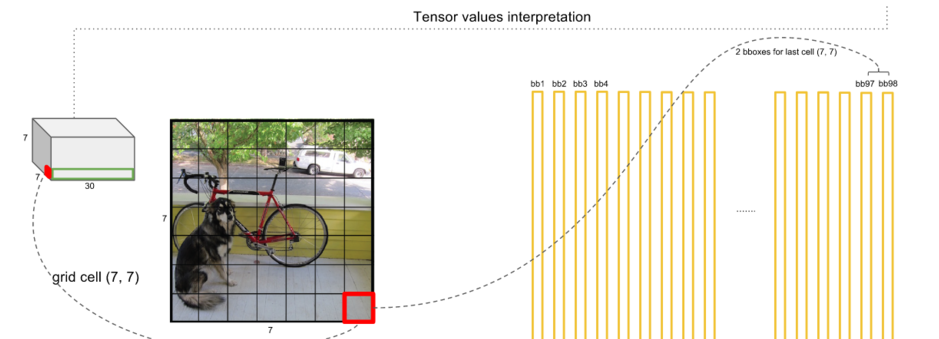 Tensor values interpretation
2 bboxes for last cell (7, 7)
bb1 bb2 bb3 bb4 bb97 bb98
7
7
30
7
grid cell (7, 7)
.......
7